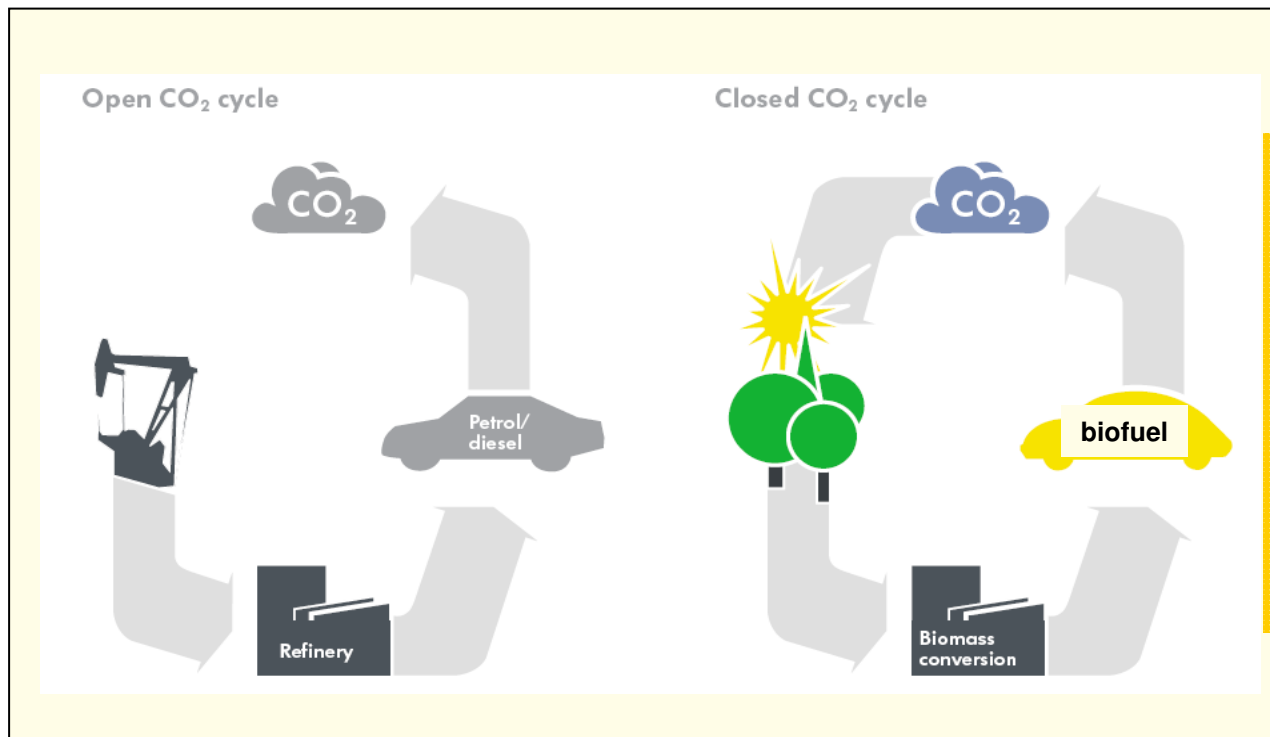 Open CO₂ cycle
CO₂
Petrol/
diesel
Refinery
Closed CO₂ cycle
CO₂
biofuel
Biomass
conversion